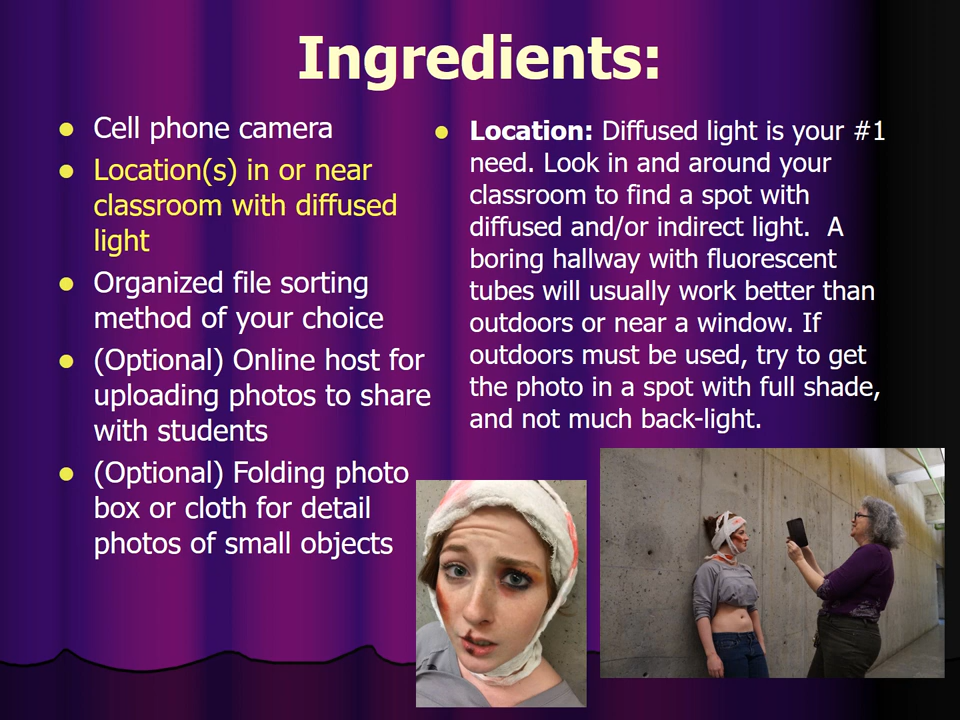 Ingredients:
Cell phone camera
Location(s) in or near
classroom with diffused
light
Organized file sorting
method of your choice
(Optional) Online host for
uploading photos to share
with students
(Optional) Folding photo
box or cloth for detail
photos of small objects
Location: Diffused light is your #1
need. Look in and around your
classroom to find a spot with
diffused and/or indirect light.  A
boring hallway with fluorescent
tubes will usually work better than
outdoors or near a window. If
outdoors must be used, try to get
the photo in a spot with full shade,
and not much back-light.